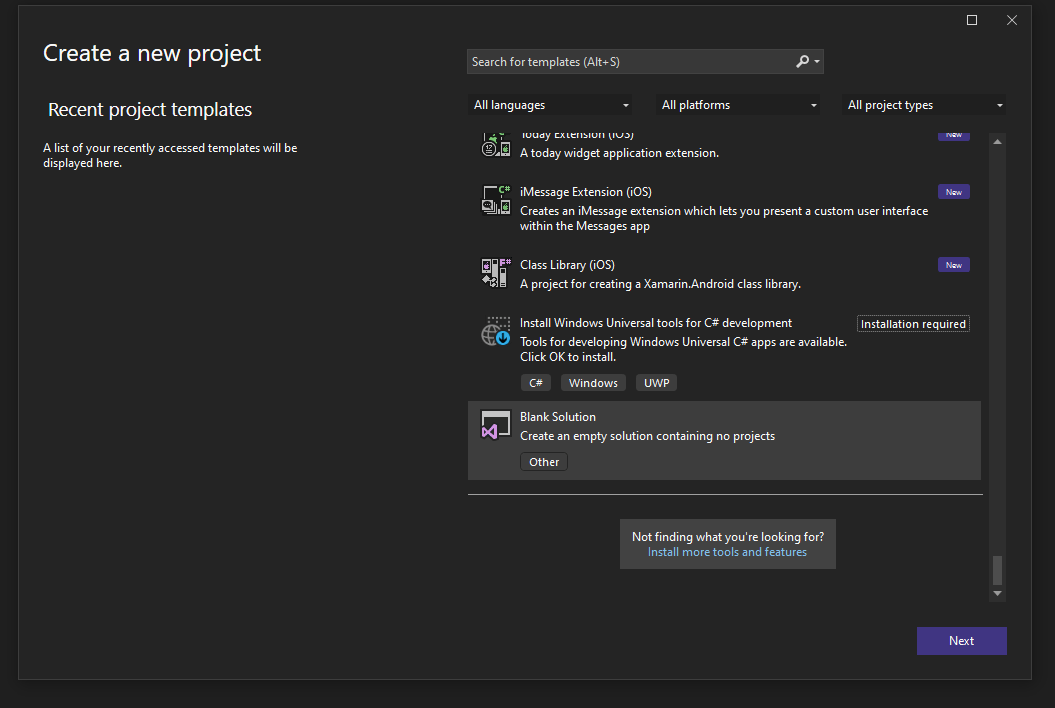 Create a new project
Search for templates (Alt+S)
Recent project templates
All languages
All platforms
All project types
A list of your recently accessed templates will be
displayed here.
Today Extension (iOS)
New
A today widget application extension.
C#
iMessage Extension (iOS)
New
Creates an iMessage extension which lets you present a custom user interface
within the Messages app
F#
Class Library (iOS)
New
A project for creating a Xamarin.Android class library.
Install Windows Universal tools for C# development
Installation required
Tools for developing Windows Universal C# apps are available.
Click OK to install.
C#
Windows
UWP
Blank Solution
Create an empty solution containing no projects
Other
Not finding what you're looking for?
Install more tools and features
Next